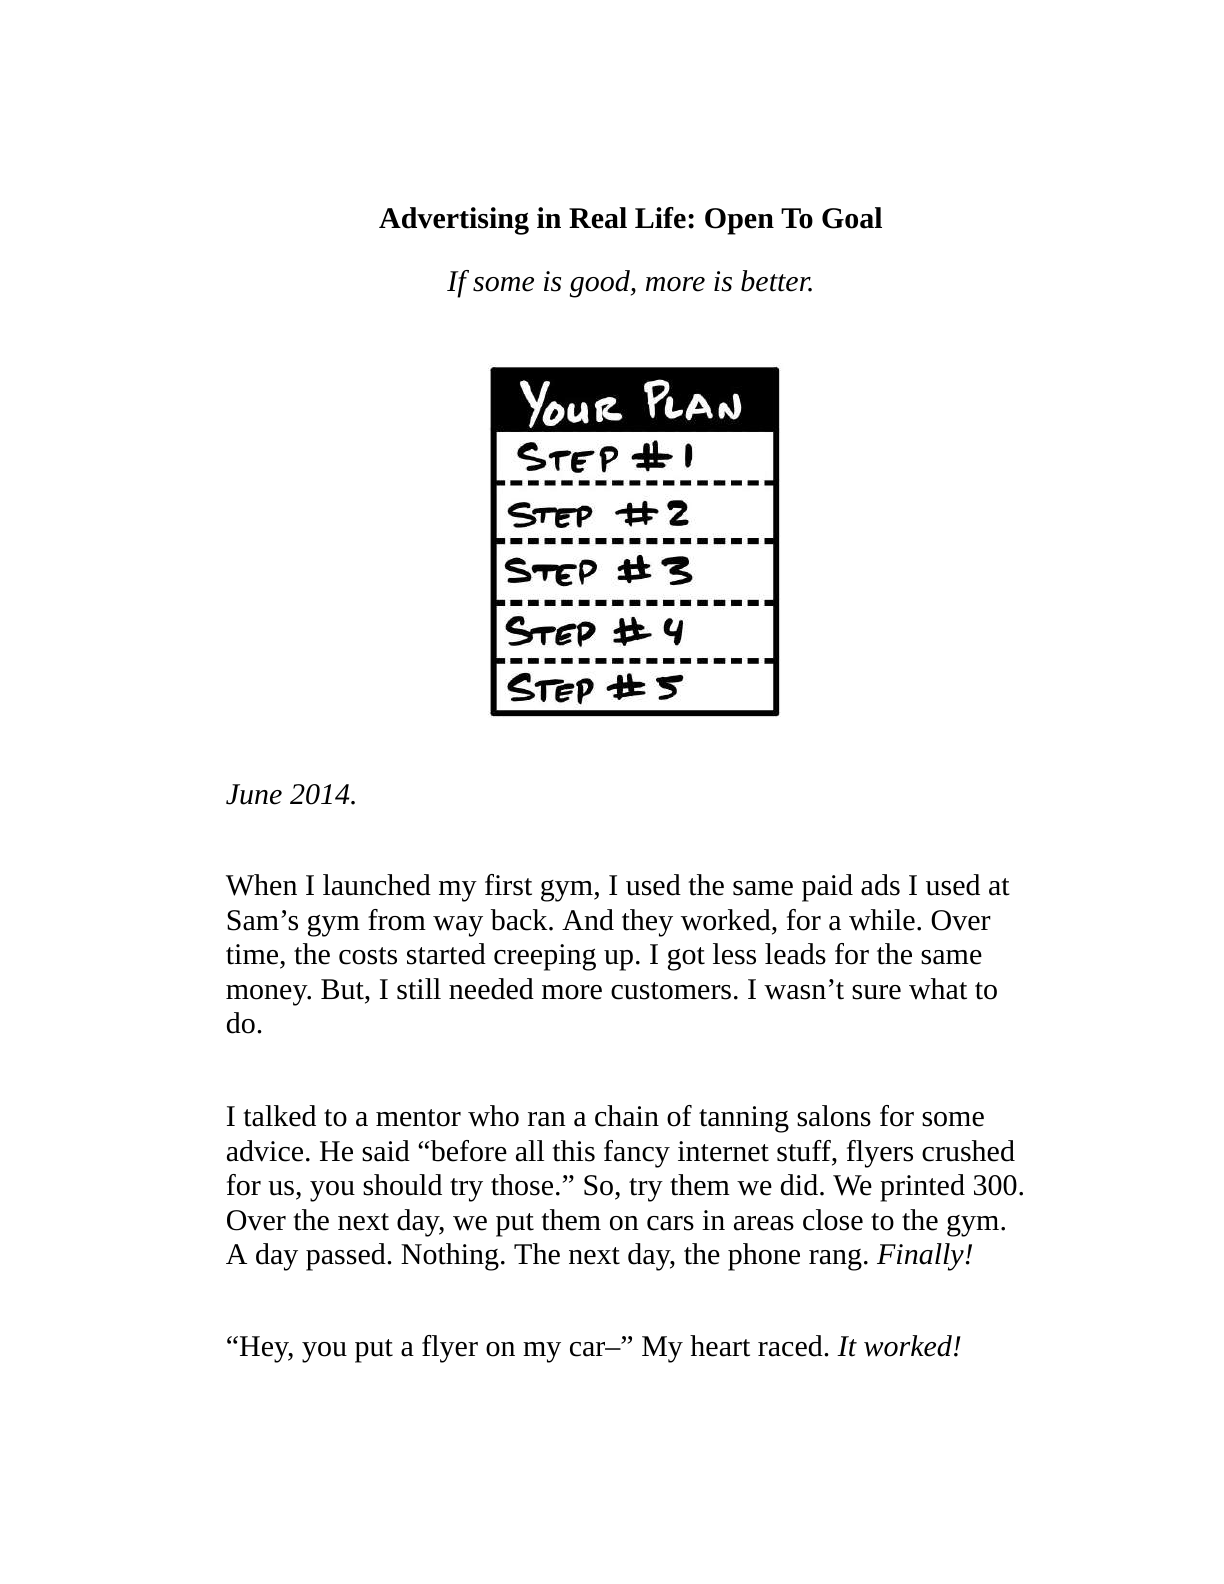 Advertising in Real Life: Open To Goal
If some is good, more is better.
YOUR PLAN
STEP #1
STEP #2
STEP #3
STEP #4
STEP #5
June 2014.
When I launched my first gym, I used the same paid ads I used at
Sam’s gym from way back. And they worked, for a while. Over
time, the costs started creeping up. I got less leads for the same
money. But, I still needed more customers. I wasn’t sure what to
do.
I talked to a mentor who ran a chain of tanning salons for some
advice. He said “before all this fancy internet stuff, flyers crushed
for us, you should try those.” So, try them we did. We printed 300.
Over the next day, we put them on cars in areas close to the gym.
A day passed. Nothing. The next day, the phone rang. Finally!
“Hey, you put a flyer on my car–” My heart raced. It worked!